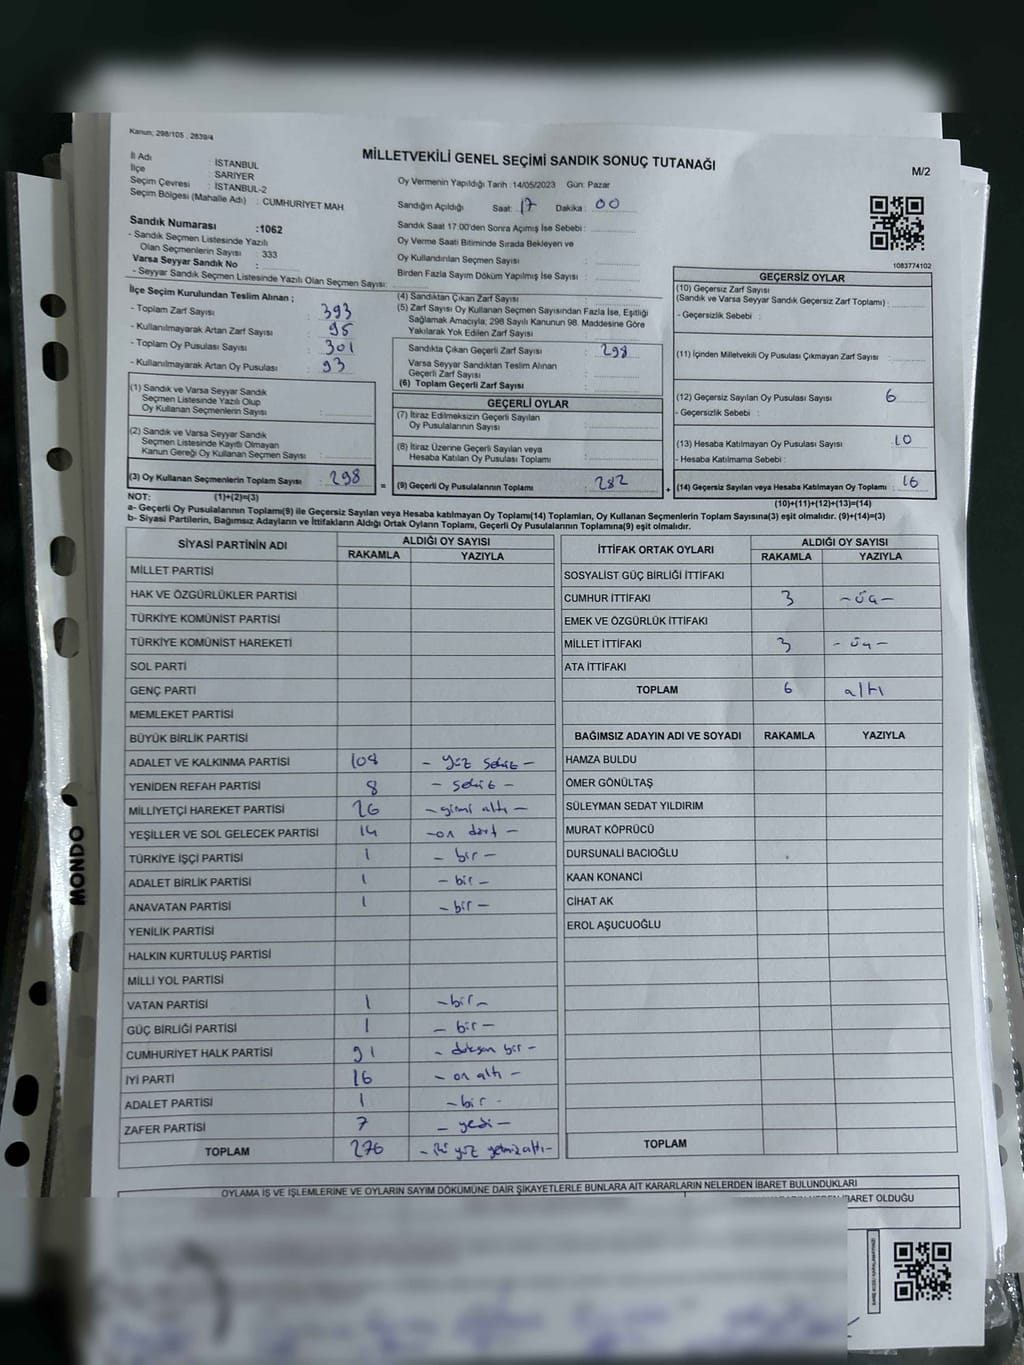 Kanun; 298/105 , 2839/4
MİLLETVEKİLİ GENEL SEÇİMİ SANDIK SONUÇ TUTANAĞI
M/2
İl Adı : İSTANBUL
İlçe : SARIYER
Seçim Çevresi : İSTANBUL-2
Seçim Bölgesi (Mahalle Adı) : CUMHURİYET MAH.
Oy Vermenin Yapıldığı Tarih :14/05/2023 Gün: Pazar
Sandığın Açıldığı Saat: 17 Dakika : 00
Sandık Saat 17:00'den Sonra Açımış İse Sebebi :
Oy Verme Saati Bitiminde Sırada Bekleyen ve
Oy Kullandırılan Seçmen Sayısı :
Birden Fazla Sayım Döküm Yapılmış İse Sayısı :
Sandık Numarası :1062
- Sandık Seçmen Listesinde Yazılı
Olan Seçmenlerin Sayısı : 333
Varsa Seyyar Sandık No :
- Seyyar Sandık Seçmen Listesinde Yazılı Olan Seçmen Sayısı:
1083774102
İlçe Seçim Kurulundan Teslim Alınan ;
- Toplam Zarf Sayısı : 393
- Kullanılmayarak Artan Zarf Sayısı : 95
- Toplam Oy Pusulası Sayısı : 301
- Kullanılmayarak Artan Oy Pusulası : 93
(1) Sandık ve Varsa Seyyar Sandık
Seçmen Listesinde Yazılı Olup
Oy Kullanan Seçmenlerin Sayısı :
(2) Sandık ve Varsa Seyyar Sandık
Seçmen Listesinde Kayıtlı Olmayan
Kanun Gereği Oy Kullanan Seçmen Sayısı :
(3) Oy Kullanan Seçmenlerin Toplam Sayısı : 298 =
(4) Sandıktan Çıkan Zarf Sayısı :
(5) Zarf Sayısı Oy Kullanan Seçmen Sayısından Fazla İse, Eşitliği
Sağlamak Amacıyla, 298 Sayılı Kanunun 98. Maddesine Göre
Yakılarak Yok Edilen Zarf Sayısı :
Sandıkta Çıkan Geçerli Zarf Sayısı : 298
Varsa Seyyar Sandıktan Teslim Alınan
Geçerli Zarf Sayısı :
(6) Toplam Geçerli Zarf Sayısı :
GEÇERLİ OYLAR
(7) İtiraz Edilmeksizin Geçerli Sayılan
Oy Pusulalarının Sayısı :
(8) İtiraz Üzerine Geçerli Sayılan veya
Hesaba Katılan Oy Pusulası Toplamı :
(9) Geçerli Oy Pusulalarının Toplamı : 282 +
GEÇERSİZ OYLAR
(10) Geçersiz Zarf Sayısı
(Sandık ve Varsa Seyyar Sandık Geçersiz Zarf Toplamı) :
- Geçersizlik Sebebi :
(11) İçinden Milletvekili Oy Pusulası Çıkmayan Zarf Sayısı :
(12) Geçersiz Sayılan Oy Pusulası Sayısı : 6
- Geçersizlik Sebebi :
(13) Hesaba Katılmayan Oy Pusulası Sayısı : 10
- Hesaba Katılmama Sebebi :
(14) Geçersiz Sayılan veya Hesaba Katılmayan Oy Toplamı : 16
NOT: (1)+(2)=(3)
(10)+(11)+(12)+(13)=(14)
a- Geçerli Oy Pusulalarının Toplamı(9) ile Geçersiz Sayılan veya Hesaba katılmayan Oy Toplamı(14) Toplamları, Oy Kullanan Seçmenlerin Toplam Sayısına(3) eşit olmalıdır. (9)+(14)=(3)
b- Siyasi Partilerin, Bağımsız Adayların ve İttifakların Aldığı Ortak Oyların Toplamı, Geçerli Oy Pusulalarının Toplamına(9) eşit olmalıdır.
SİYASİ PARTİNİN ADI ALDIĞI OY SAYISI
RAKAMLA YAZIYLA
MİLLET PARTİSİ
HAK VE ÖZGÜRLÜKLER PARTİSİ
TÜRKİYE KOMÜNİST PARTİSİ
TÜRKİYE KOMÜNİST HAREKETİ
SOL PARTİ
GENÇ PARTİ
MEMLEKET PARTİSİ
BÜYÜK BİRLİK PARTİSİ
ADALET VE KALKINMA PARTİSİ 108 - yüz sekiz -
YENİDEN REFAH PARTİSİ 8 - sekiz -
MİLLİYETÇİ HAREKET PARTİSİ 26 - yirmi altı -
YEŞİLLER VE SOL GELECEK PARTİSİ 14 - on dört -
TÜRKİYE İŞÇİ PARTİSİ 1 - bir -
ADALET BİRLİK PARTİSİ 1 - bir -
ANAVATAN PARTİSİ 1 - bir -
YENİLİK PARTİSİ
HALKIN KURTULUŞ PARTİSİ
MİLLİ YOL PARTİSİ
VATAN PARTİSİ 1 - bir -
GÜÇ BİRLİĞİ PARTİSİ 1 - bir -
CUMHURİYET HALK PARTİSİ 91 - doksan bir -
İYİ PARTİ 16 - on altı -
ADALET PARTİSİ 1 - bir -
ZAFER PARTİSİ 7 - yedi -
TOPLAM 276 - iki yüz yetmiş altı -
İTTİFAK ORTAK OYLARI ALDIĞI OY SAYISI
RAKAMLA YAZIYLA
SOSYALİST GÜÇ BİRLİĞİ İTTİFAKI
CUMHUR İTTİFAKI 3 - üç -
EMEK VE ÖZGÜRLÜK İTTİFAKI
MİLLET İTTİFAKI 3 - üç -
ATA İTTİFAKI
TOPLAM 6 altı
BAĞIMSIZ ADAYIN ADI VE SOYADI RAKAMLA YAZIYLA
HAMZA BULDU
ÖMER GÖNÜLTAŞ
SÜLEYMAN SEDAT YILDIRIM
MURAT KÖPRÜCÜ
DURSUNALİ BACIOĞLU
KAAN KONANCİ
CİHAT AK
EROL AŞUCUOĞLU
TOPLAM
OYLAMA İŞ VE İŞLEMLERİNE VE OYLARIN SAYIM DÖKÜMÜNE DAİR ŞİKAYETLERLE BUNLARA AİT KARARLARIN NELERDEN İBARET BULUNDUKLARI
İBARET OLDUĞU
MONDO